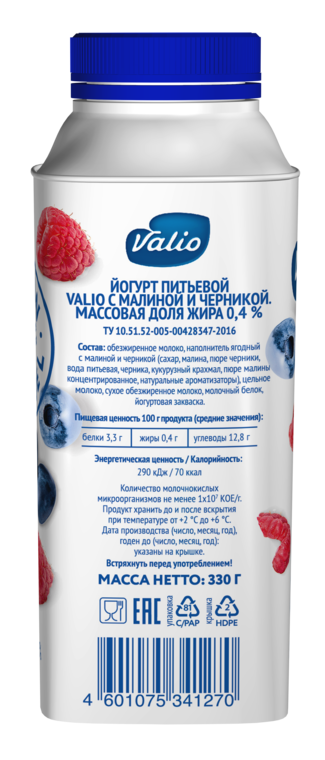 Valio
ЙОГУРТ ПИТЬЕВОЙ
VALIO С МАЛИНОЙ И ЧЕРНИКОЙ.
МАССОВАЯ ДОЛЯ ЖИРА 0,4 %
ТУ 10.51.52-005-00428347-2016
Состав: обезжиренное молоко, наполнитель ягодный
с малиной и черникой (сахар, малина, пюре черники,
вода питьевая, черника, кукурузный крахмал, пюре малины
концентрированное, натуральные ароматизаторы), цельное
молоко, сухое обезжиренное молоко, молочный белок,
йогуртовая закваска.
Пищевая ценность 100 г продукта (средние значения):
белки 3,3 г жиры 0,4 г углеводы 12,8 г
Энергетическая ценность / Калорийность:
290 кДж / 70 ккал
Количество молочнокислых
микроорганизмов не менее 1x10⁷ КОЕ/г.
Продукт хранить до и после вскрытия
при температуре от +2 °C до +6 °C.
Дата производства (число, месяц, год),
годен до (число, месяц, год):
указаны на крышке.
Встряхнуть перед употреблением!
МАССА НЕТТО: 330 Г
EAC
упаковка
81
C/PAP
крышка
2
HDPE
4 601075 341270